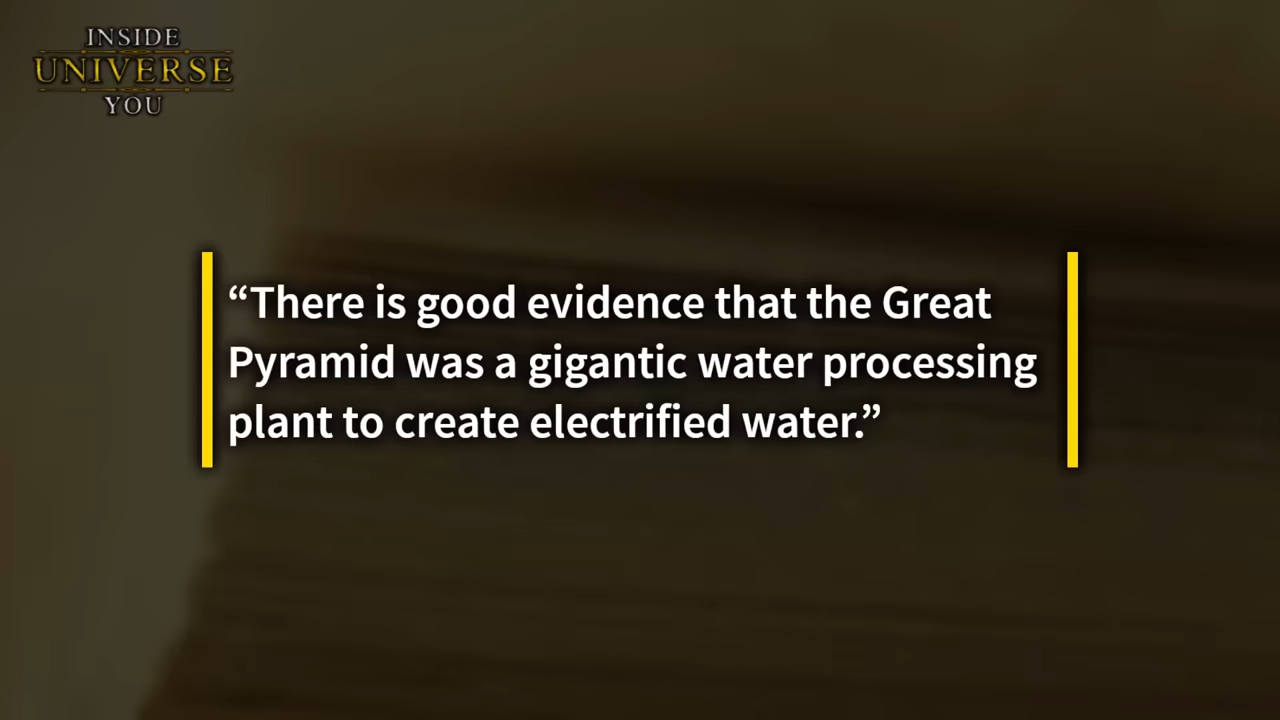 INSIDE
UNIVERSE
YOU
“There is good evidence that the Great
Pyramid was a gigantic water processing
plant to create electrified water.”